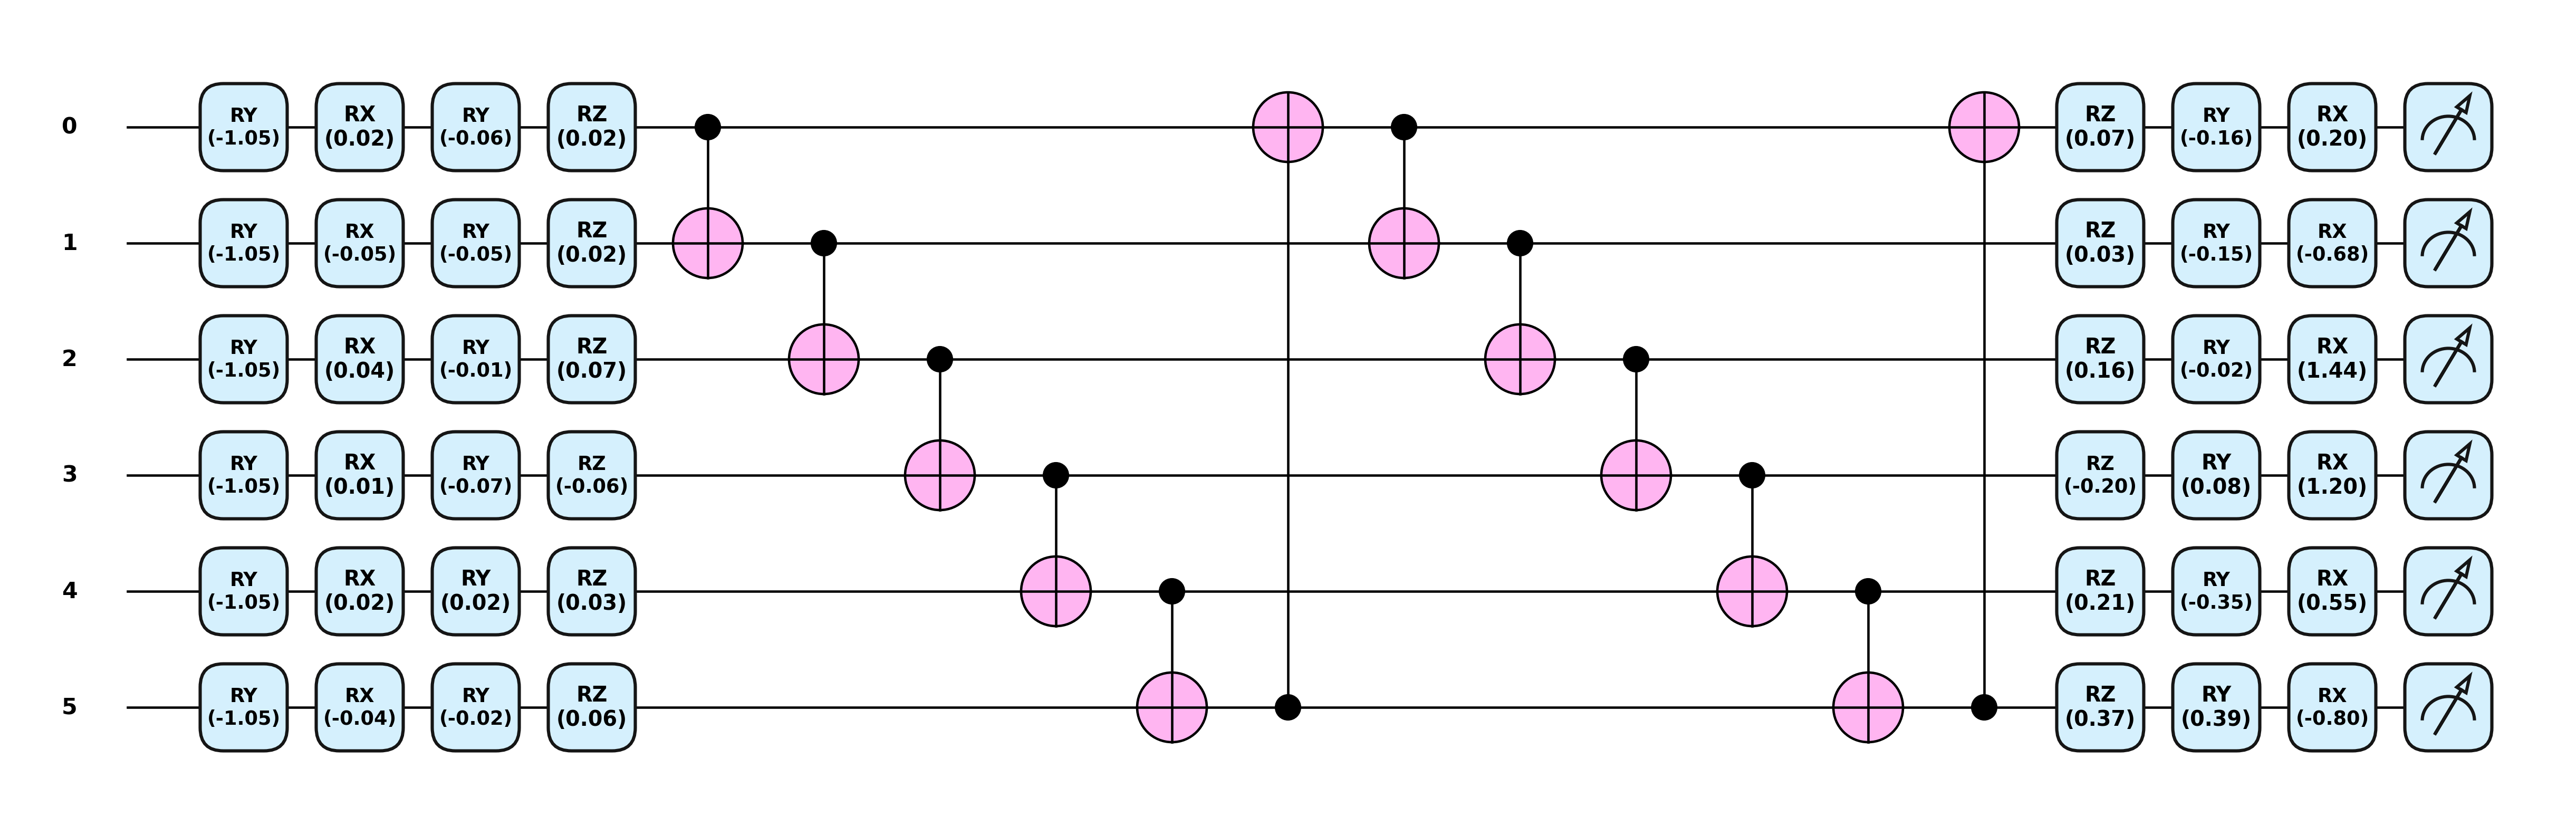 0 RY RX RY RZ RZ RY RX
(-1.05) (0.02) (-0.06) (0.02) (0.07) (-0.16) (0.20)
1 RY RX RY RZ RZ RY RX
(-1.05) (-0.05) (-0.05) (0.02) (0.03) (-0.15) (-0.68)
2 RY RX RY RZ RZ RY RX
(-1.05) (0.04) (-0.01) (0.07) (0.16) (-0.02) (1.44)
3 RY RX RY RZ RZ RY RX
(-1.05) (0.01) (-0.07) (-0.06) (-0.20) (0.08) (1.20)
4 RY RX RY RZ RZ RY RX
(-1.05) (0.02) (0.02) (0.03) (0.21) (-0.35) (0.55)
5 RY RX RY RZ RZ RY RX
(-1.05) (-0.04) (-0.02) (0.06) (0.37) (0.39) (-0.80)